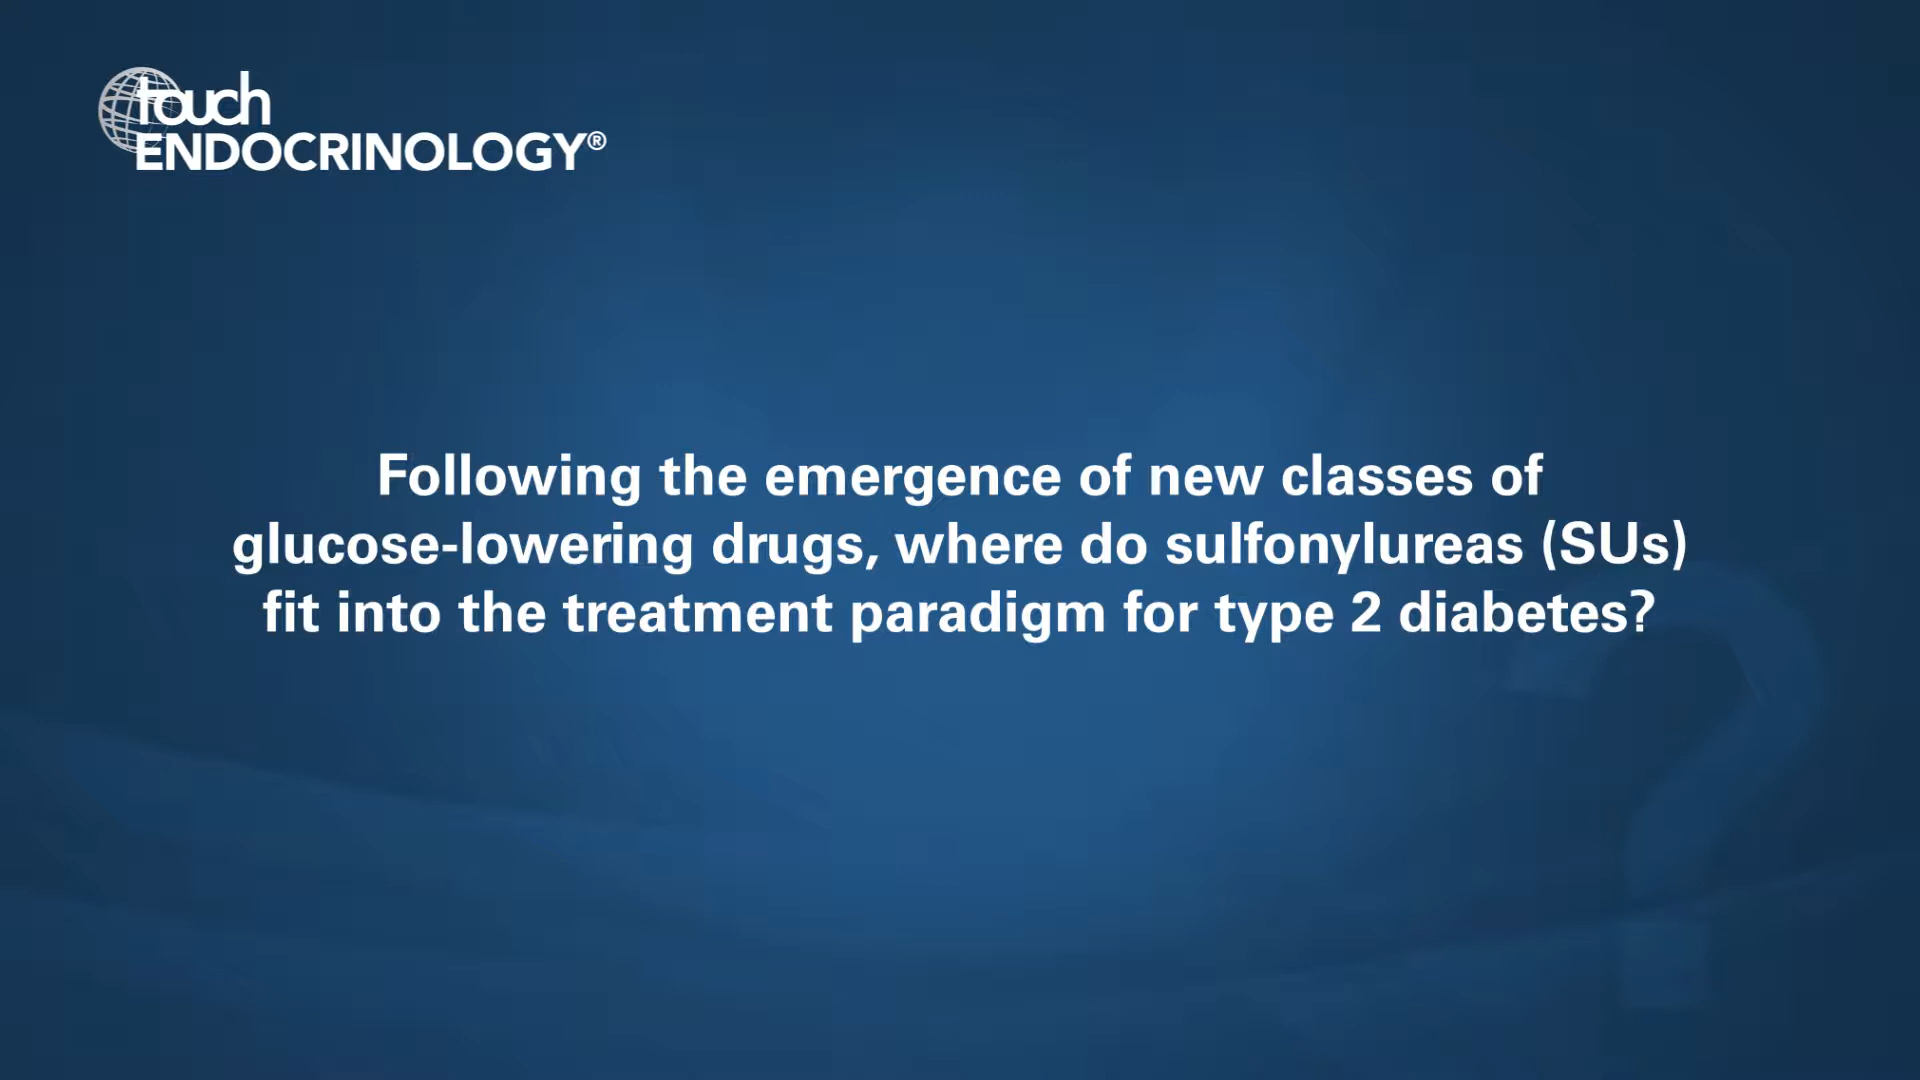 touch
ENDOCRINOLOGY®
Following the emergence of new classes of
glucose-lowering drugs, where do sulfonylureas (SUs)
fit into the treatment paradigm for type 2 diabetes?